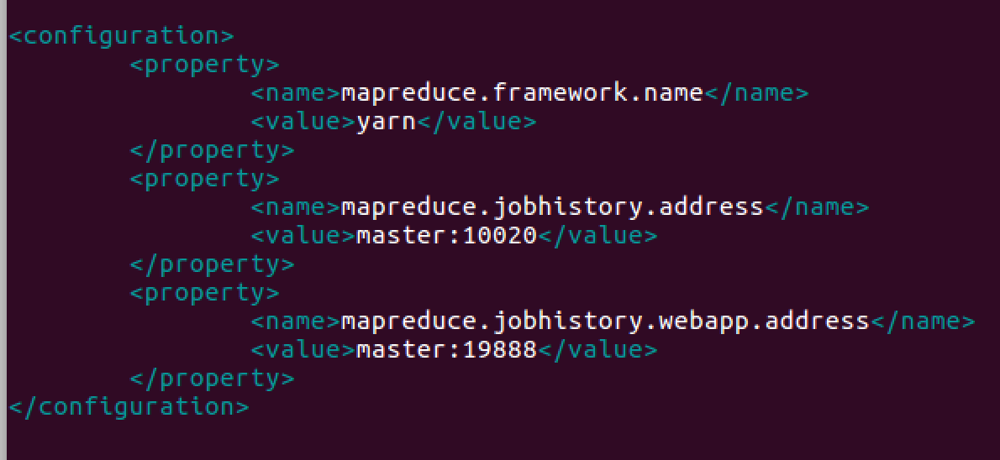 <configuration>
        <property>
                <name>mapreduce.framework.name</name>
                <value>yarn</value>
        </property>
        <property>
                <name>mapreduce.jobhistory.address</name>
                <value>master:10020</value>
        </property>
        <property>
                <name>mapreduce.jobhistory.webapp.address</name>
                <value>master:19888</value>
        </property>
</configuration>